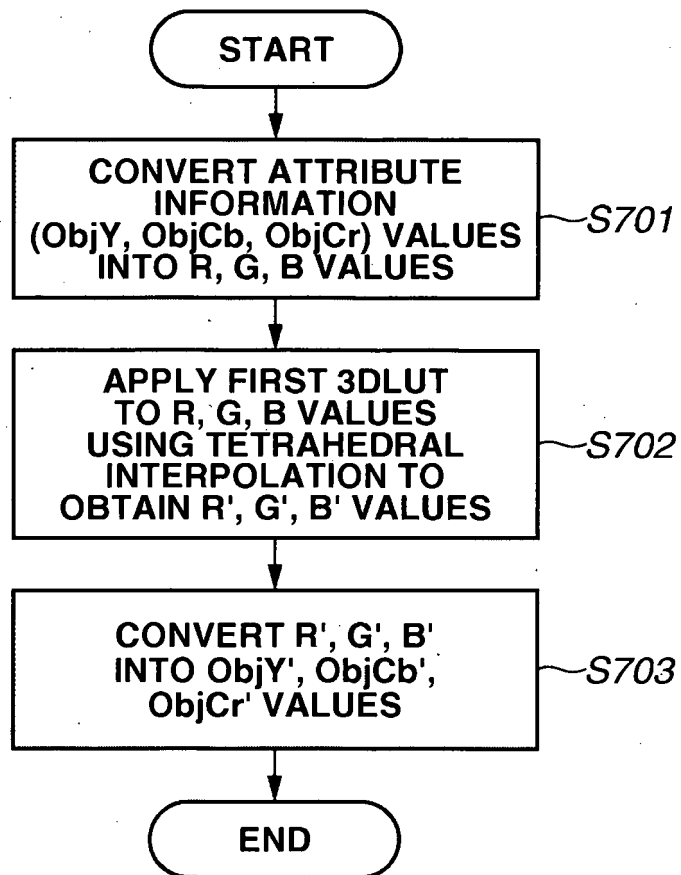 START
CONVERT ATTRIBUTE
INFORMATION
(ObjY, ObjCb, ObjCr) VALUES
INTO R, G, B VALUES
S701
APPLY FIRST 3DLUT
TO R, G, B VALUES
USING TETRAHEDRAL
INTERPOLATION TO
OBTAIN R', G', B' VALUES
S702
CONVERT R', G', B'
INTO ObjY', ObjCb',
ObjCr' VALUES
S703
END